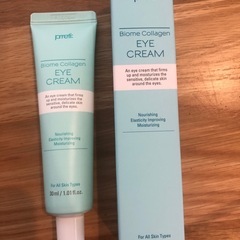 Biome Collagen
EYE
CREAM
An eye cream that firms
up and moisturizes the
sensitive, delicate skin
around the eyes.
Nourishing
Elasticity Improving
Moisturizing
For All Skin Types
30ml / 1.01fl.oz.
Biome Collagen
EYE
CREAM
An eye cream that firms
up and moisturizes the
sensitive, delicate skin
around the eyes.
Nourishing
Elasticity Improving
Moisturizing
For All Skin Types